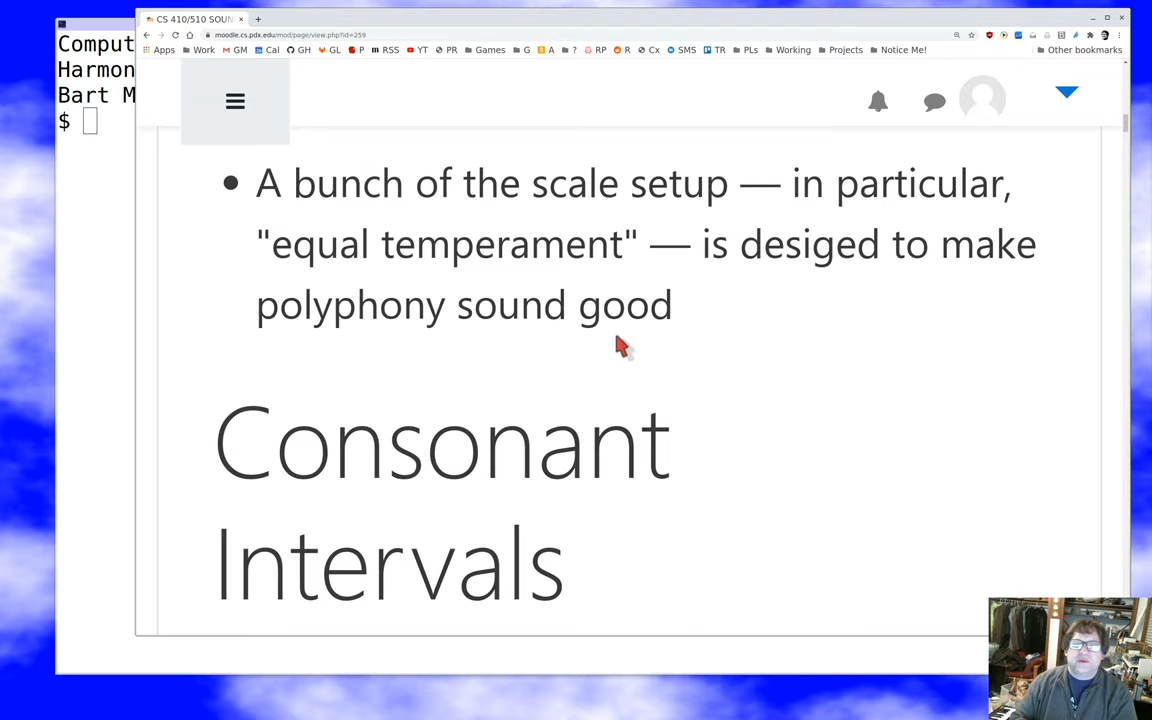 CS 410/510 SOUN
moodle.cs.pdx.edu/mod/page/view.php?id=259
Apps Work GM Cal GH GL P RSS YT PR Games G A ? RP R Cx SMS TR PLs Working Projects Notice Me! Other bookmarks
Comput
Harmon
Bart M
$
• A bunch of the scale setup — in particular,
"equal temperament" — is desiged to make
polyphony sound good
Consonant
Intervals